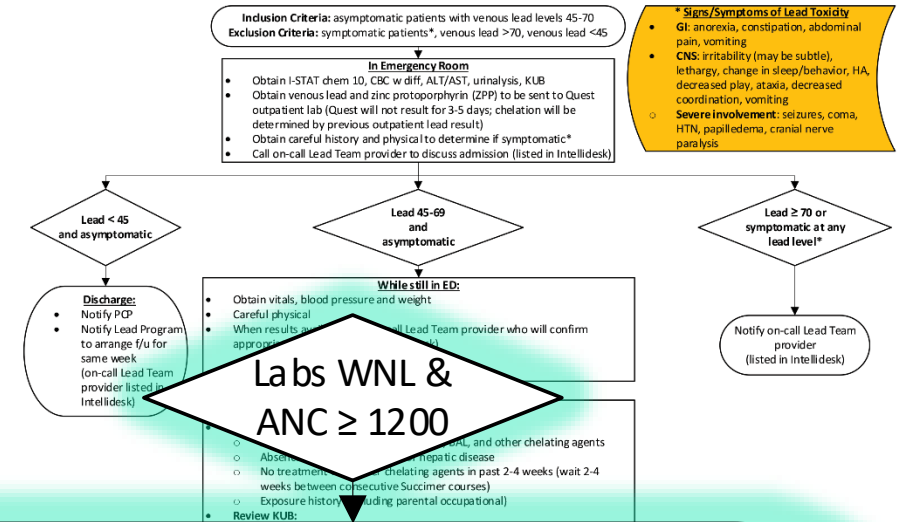 Inclusion Criteria: asymptomatic patients with venous lead levels 45-70
Exclusion Criteria: symptomatic patients*, venous lead >70, venous lead <45
* Signs/Symptoms of Lead Toxicity
• GI: anorexia, constipation, abdominal
pain, vomiting
• CNS: irritability (may be subtle),
lethargy, change in sleep/behavior, HA,
decreased play, ataxia, decreased
coordination, vomiting
○ Severe involvement: seizures, coma,
HTN, papilledema, cranial nerve
paralysis
In Emergency Room
• Obtain I-STAT chem 10, CBC w diff, ALT/AST, urinalysis, KUB
• Obtain venous lead and zinc protoporphyrin (ZPP) to be sent to Quest
outpatient lab (Quest will not result for 3-5 days; chelation will be
determined by previous outpatient lead result)
• Obtain careful history and physical to determine if symptomatic*
• Call on-call Lead Team provider to discuss admission (listed in Intellidesk)
Lead < 45
and asymptomatic
Lead 45-69
and
asymptomatic
Lead ≥ 70 or
symptomatic at any
lead level*
Discharge:
• Notify PCP
• Notify Lead Program
to arrange f/u for
same week
(on-call Lead Team
provider listed in
Intellidesk)
While still in ED:
• Obtain vitals, blood pressure and weight
• Careful physical
• When results call Lead Team provider who will confirm
Notify on-call Lead Team
provider
(listed in Intellidesk)
Labs WNL &
ANC ≥ 1200
BAL, and other chelating agents
○ hepatic disease
○ No treatment chelating agents in past 2-4 weeks (wait 2-4
weeks between consecutive Succimer courses)
○ Exposure history parental occupational)
• Review KUB: